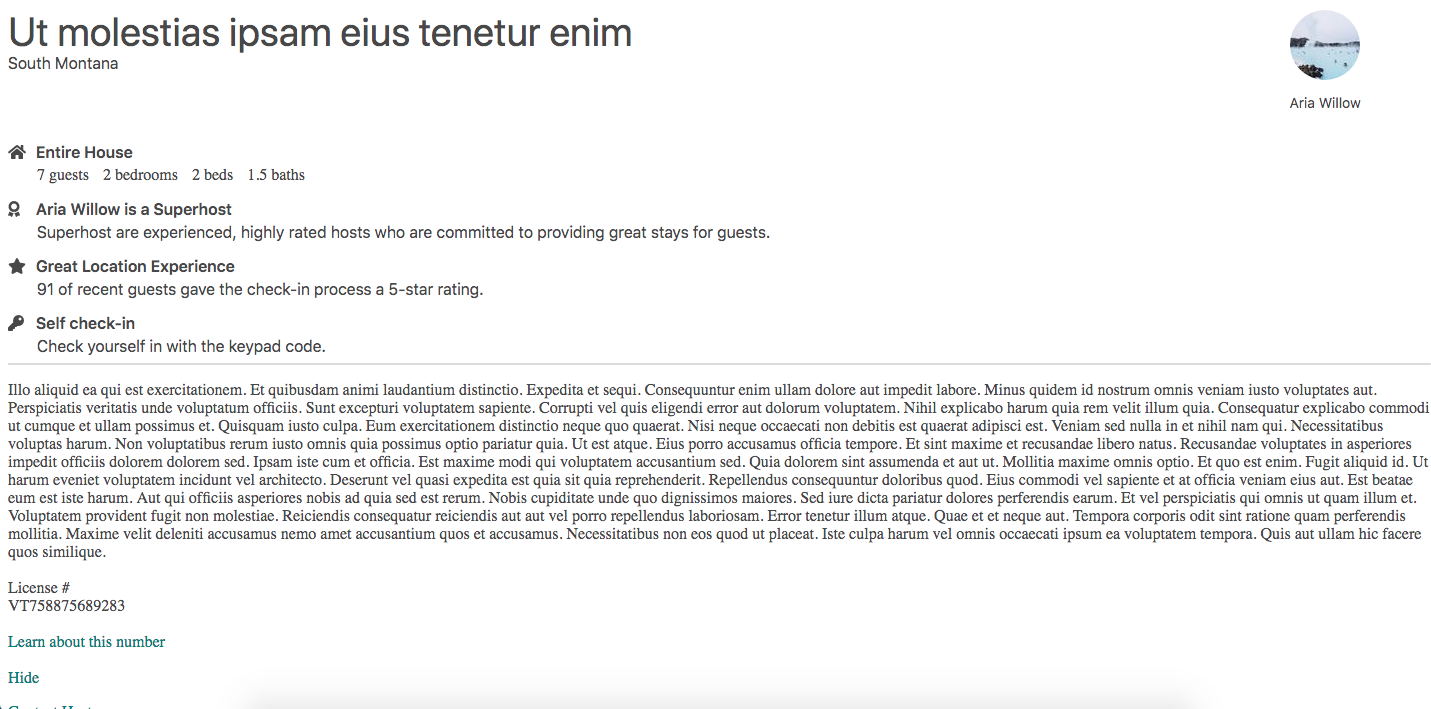 Ut molestias ipsam eius tenetur enim
South Montana
Aria Willow
Entire House
7 guests 2 bedrooms 2 beds 1.5 baths
Aria Willow is a Superhost
Superhost are experienced, highly rated hosts who are committed to providing great stays for guests.
Great Location Experience
91 of recent guests gave the check-in process a 5-star rating.
Self check-in
Check yourself in with the keypad code.
Illo aliquid ea qui est exercitationem. Et quibusdam animi laudantium distinctio. Expedita et sequi. Consequuntur enim ullam dolore aut impedit labore. Minus quidem id nostrum omnis veniam iusto voluptates aut.
Perspiciatis veritatis unde voluptatum officiis. Sunt excepturi voluptatem sapiente. Corrupti vel quis eligendi error aut dolorum voluptatem. Nihil explicabo harum quia rem velit illum quia. Consequatur explicabo commodi
ut cumque et ullam possimus et. Quisquam iusto culpa. Eum exercitationem distinctio neque quo quaerat. Nisi neque occaecati non debitis est quaerat adipisci est. Veniam sed nulla in et nihil nam qui. Necessitatibus
voluptas harum. Non voluptatibus rerum iusto omnis quia possimus optio pariatur quia. Ut est atque. Eius porro accusamus officia tempore. Et sint maxime et recusandae libero natus. Recusandae voluptates in asperiores
impedit officiis dolorem dolorem sed. Ipsam iste cum et officia. Est maxime modi qui voluptatem accusantium sed. Quia dolorem sint assumenda et aut ut. Mollitia maxime omnis optio. Et quo est enim. Fugit aliquid id. Ut
harum eveniet voluptatem incidunt vel architecto. Deserunt vel quasi expedita est quia sit quia reprehenderit. Repellendus consequuntur doloribus quod. Eius commodi vel sapiente et at officia veniam eius aut. Est beatae
eum est iste harum. Aut qui officiis asperiores nobis ad quia sed est rerum. Nobis cupiditate unde quo dignissimos maiores. Sed iure dicta pariatur dolores perferendis earum. Et vel perspiciatis qui omnis ut quam illum et.
Voluptatem provident fugit non molestiae. Reiciendis consequatur reiciendis aut aut vel porro repellendus laboriosam. Error tenetur illum atque. Quae et et neque aut. Tempora corporis odit sint ratione quam perferendis
mollitia. Maxime velit deleniti accusamus nemo amet accusantium quos et accusamus. Necessitatibus non eos quod ut placeat. Iste culpa harum vel omnis occaecati ipsum ea voluptatem tempora. Quis aut ullam hic facere
quos similique.
License #
VT758875689283
Learn about this number
Hide